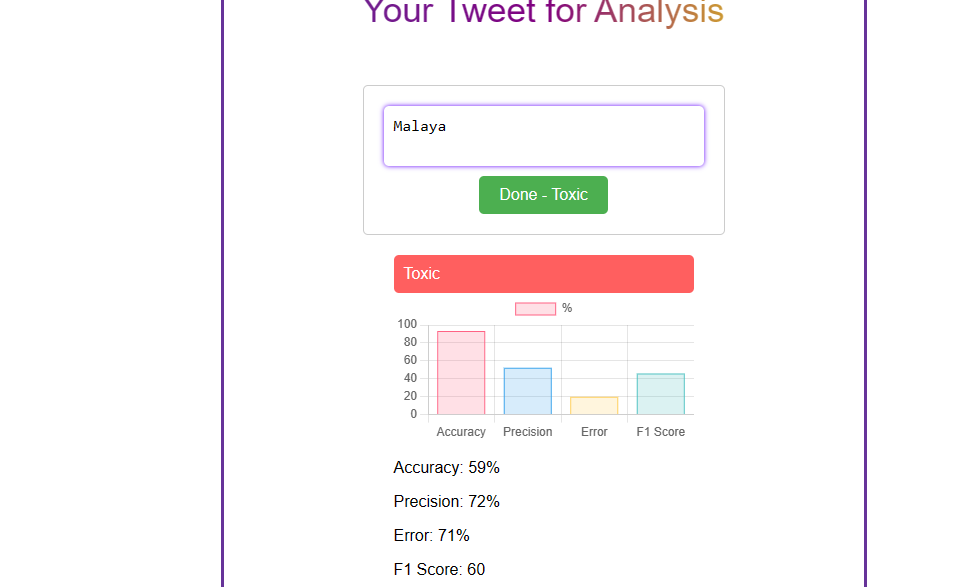 Your Tweet for Analysis
Malaya
Done - Toxic
Toxic
%
100
80
60
40
20
0
Accuracy Precision Error F1 Score
Accuracy: 59%
Precision: 72%
Error: 71%
F1 Score: 60